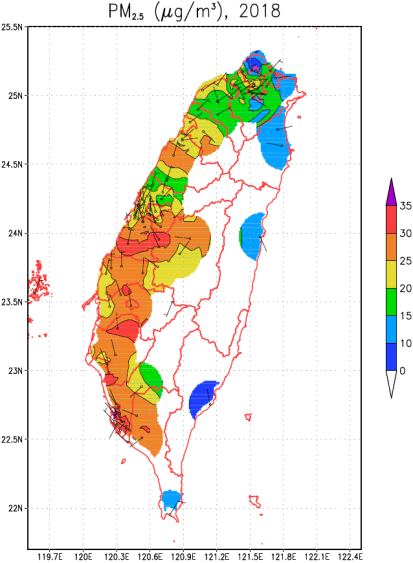 PM2.5 (μg/m³), 2018
25.5N
25N
24.5N
24N
23.5N
23N
22.5N
22N
35
30
25
20
15
10
0
119.7E 120E 120.3E 120.6E 120.9E 121.2E 121.5E 121.8E 122.1E 122.4E